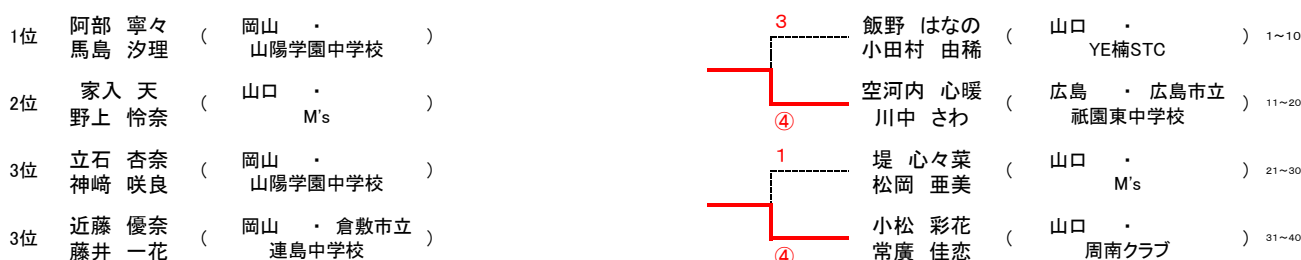 1位 阿部 寧々 ( 岡山 ・ )
馬島 汐理 山陽学園中学校
2位 家入 天 ( 山口 ・ )
野上 怜奈 M's
3位 立石 杏奈 ( 岡山 ・ )
神﨑 咲良 山陽学園中学校
3位 近藤 優奈 ( 岡山 ・ 倉敷市立 )
藤井 一花 連島中学校
3 飯野 はなの ( 山口 ・ ) 1~10
小田村 由稀 YE楠STC
空河内 心暖 ( 広島 ・ 広島市立 ) 11~20
④ 川中 さわ 祇園東中学校
1 堤 心々菜 ( 山口 ・ ) 21~30
松岡 亜美 M's
小松 彩花 ( 山口 ・ ) 31~40
④ 常廣 佳恋 周南クラブ